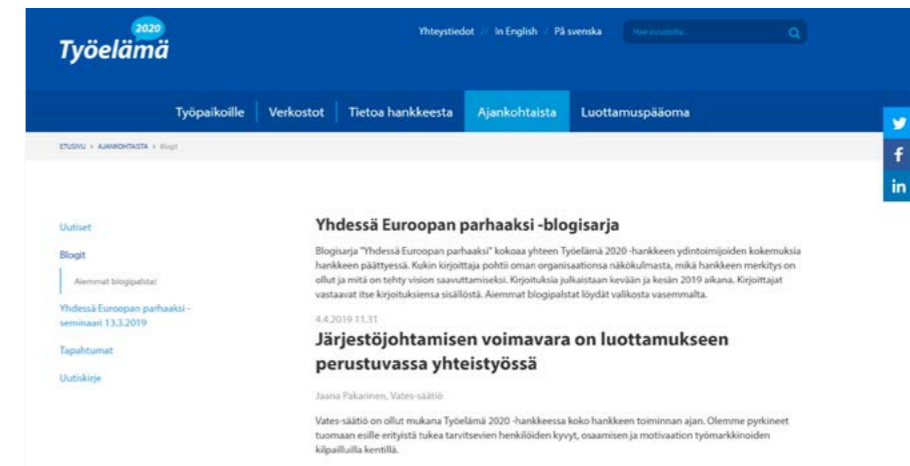 2020
Työelämä
Yhteystiedot // In English / På svenska
Hae sivustolta...
Työpaikoille Verkostot Tietoa hankkeesta Ajankohtaista Luottamuspääoma
ETUSIVU > AJANKOHTAISTA > Blogit
Uutiset
Blogit
Aiemmat blogipalstat
Yhdessä Euroopan parhaaksi -
seminaari 13.3.2019
Tapahtumat
Uutiskirje
Yhdessä Euroopan parhaaksi -blogisarja
Blogisarja "Yhdessä Euroopan parhaaksi" kokoaa yhteen Työelämä 2020 -hankkeen ydintoimijoiden kokemuksia
hankkeen päättyessä. Kukin kirjoittaja pohtii oman organisaationsa näkökulmasta, mikä hankkeen merkitys on
ollut ja mitä on tehty vision saavuttamiseksi. Kirjoituksia julkaistaan kevään ja kesän 2019 aikana. Kirjoittajat
vastaavat itse kirjoituksiensa sisällöstä. Aiemmat blogipalstat löydät valikosta vasemmalta.
4.4.2019 11.31
Järjestöjohtamisen voimavara on luottamukseen
perustuvassa yhteistyössä
Jaana Pakarinen, Vates-säätiö
Vates-säätiö on ollut mukana Työelämä 2020 -hankkeessa koko hankkeen toiminnan ajan. Olemme pyrkineet
tuomaan esille erityistä tukea tarvitsevien henkilöiden kyvyt, osaamisen ja motivaation työmarkkinoiden
kilpailluilla kentillä.